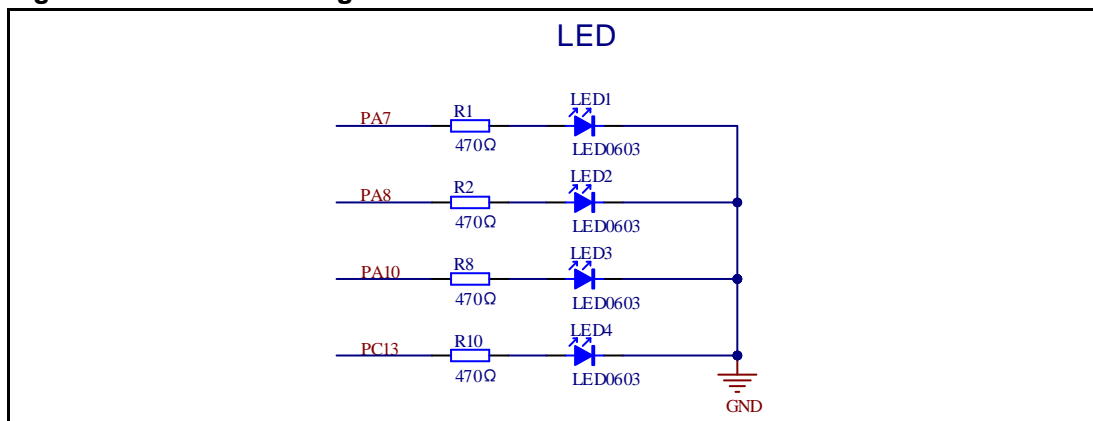 LED
LED1
PA7 R1
470Ω LED0603
LED2
PA8 R2
470Ω LED0603
LED3
PA10 R8
470Ω LED0603
LED4
PC13 R10
470Ω LED0603
GND